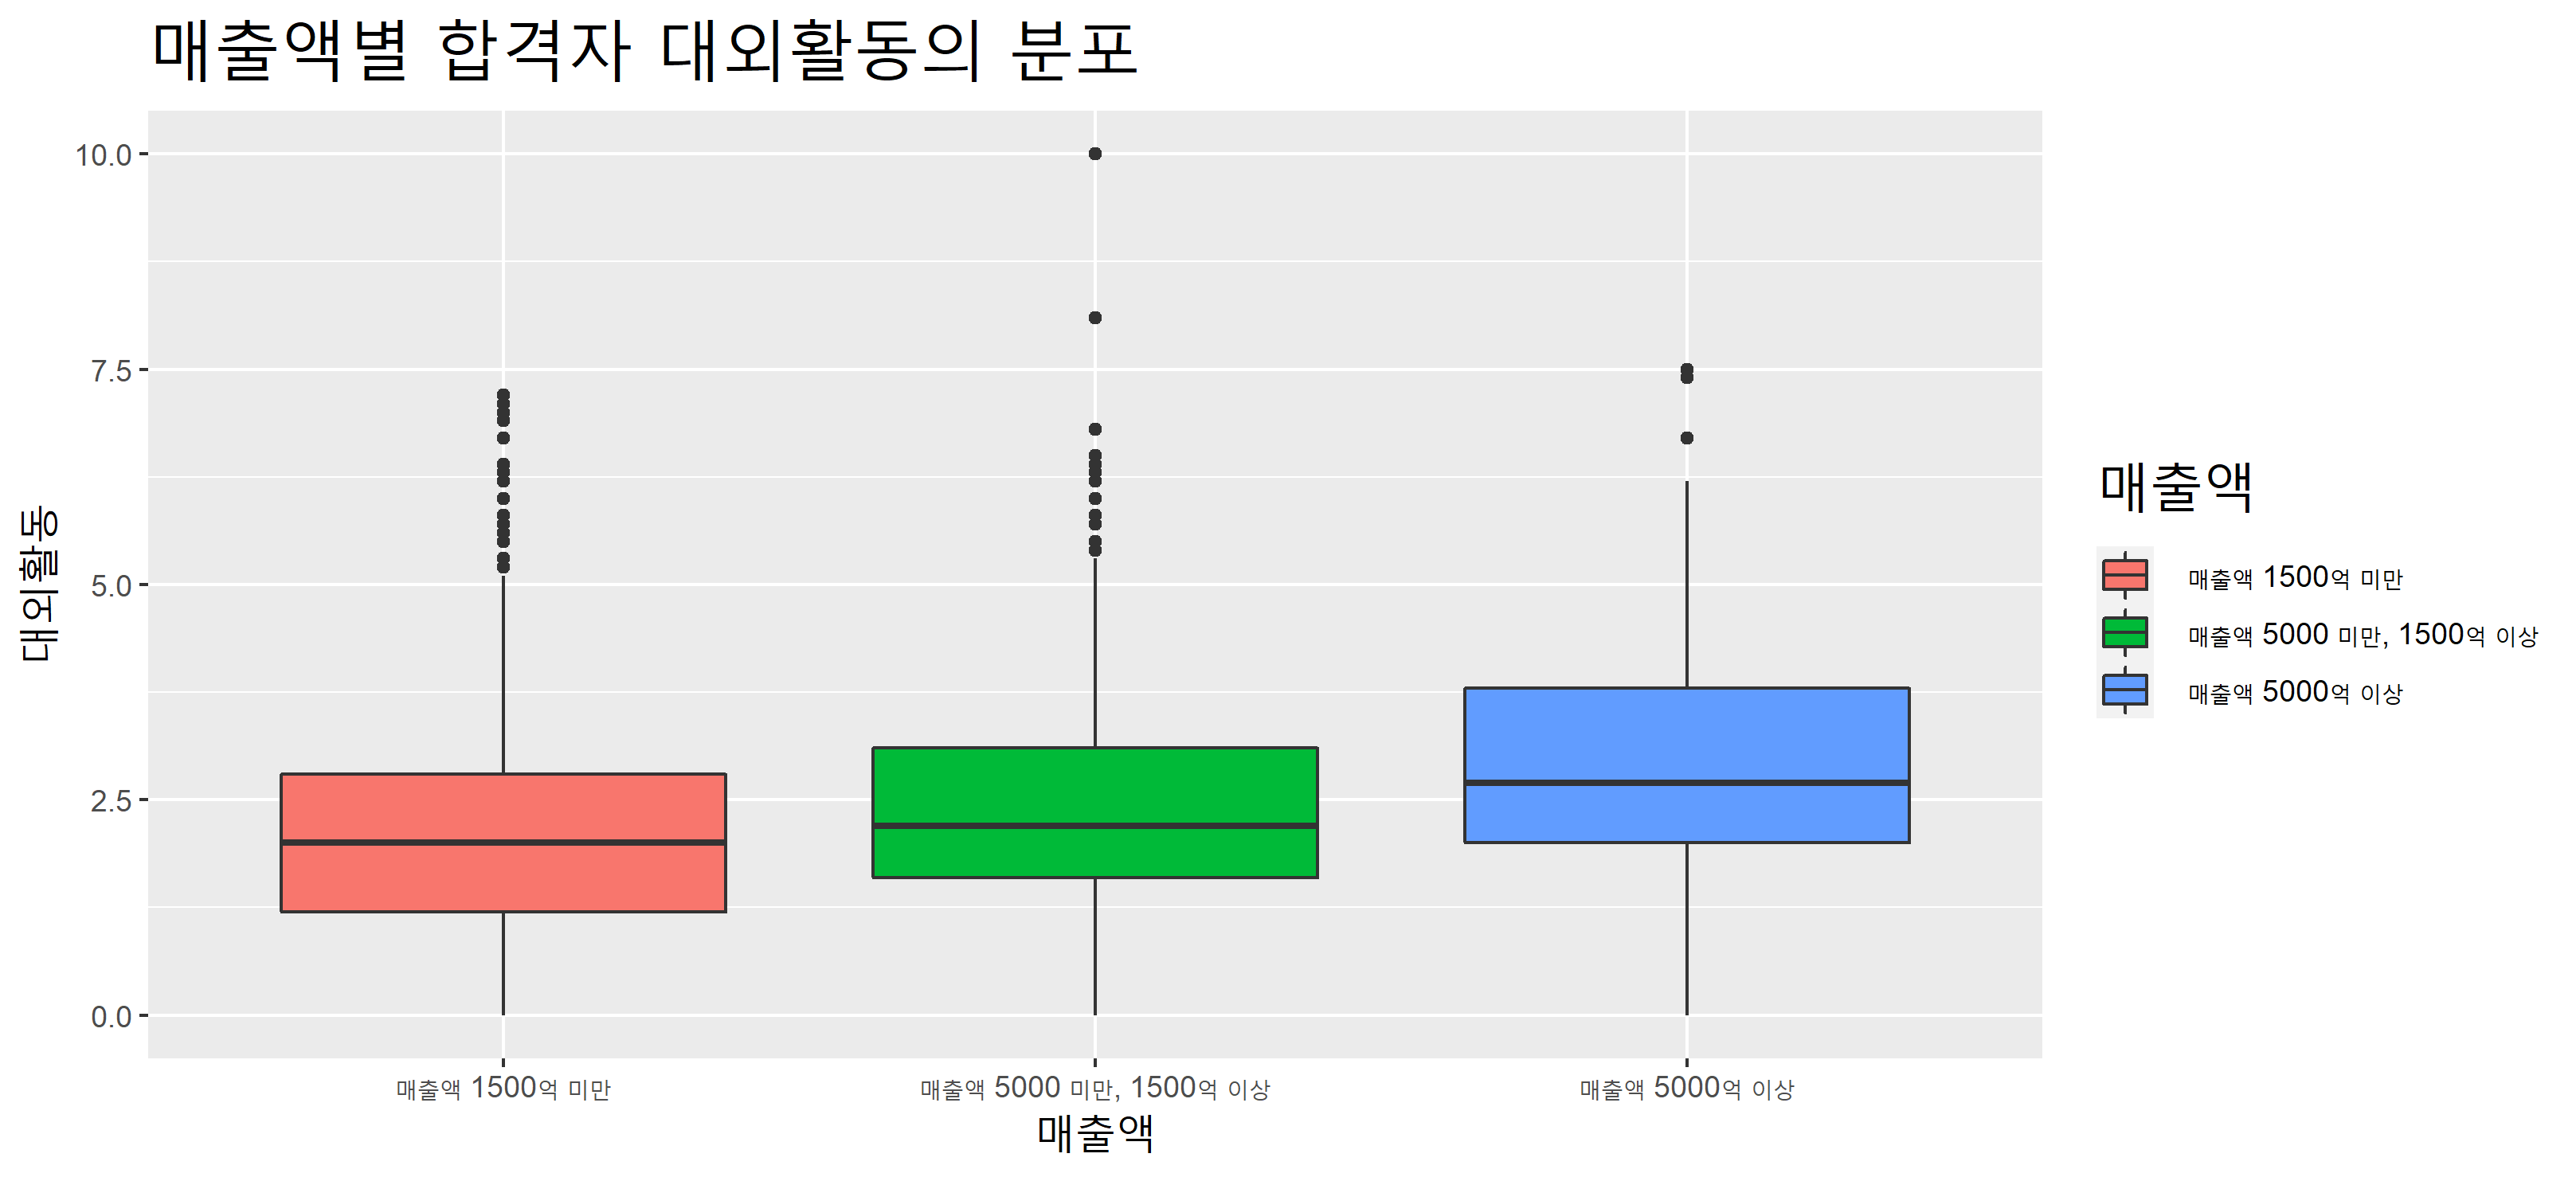 매출액별 합격자 대외활동의 분포
10.0
7.5
5.0
2.5
0.0
대외활동
매출액 1500억 미만
매출액 5000 미만, 1500억 이상
매출액 5000억 이상
매출액
매출액
매출액 1500억 미만
매출액 5000 미만, 1500억 이상
매출액 5000억 이상